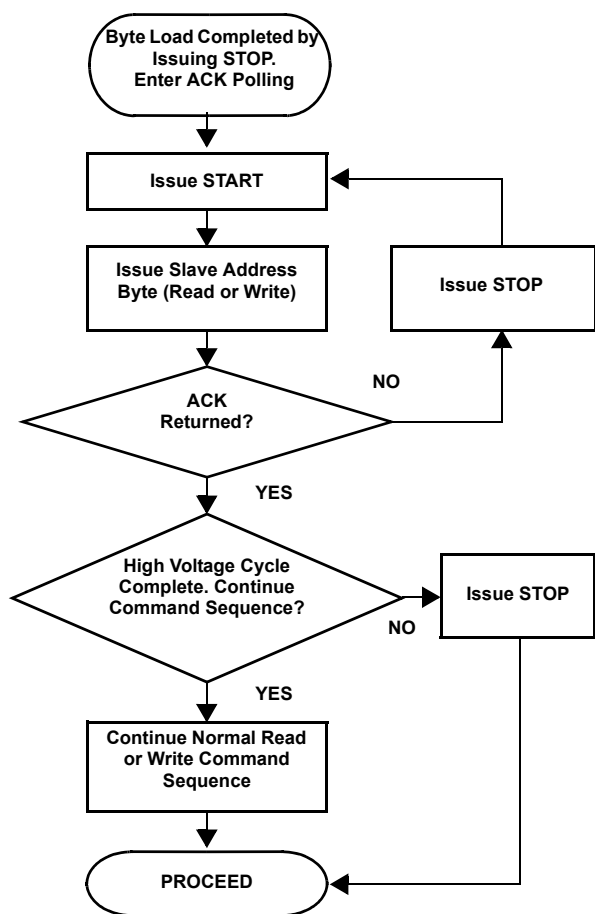 Byte Load Completed by
Issuing STOP.
Enter ACK Polling
Issue START
Issue Slave Address
Byte (Read or Write)
Issue STOP
NO
ACK
Returned?
YES
High Voltage Cycle
Complete. Continue
Command Sequence?
Issue STOP
NO
YES
Continue Normal Read
or Write Command
Sequence
PROCEED